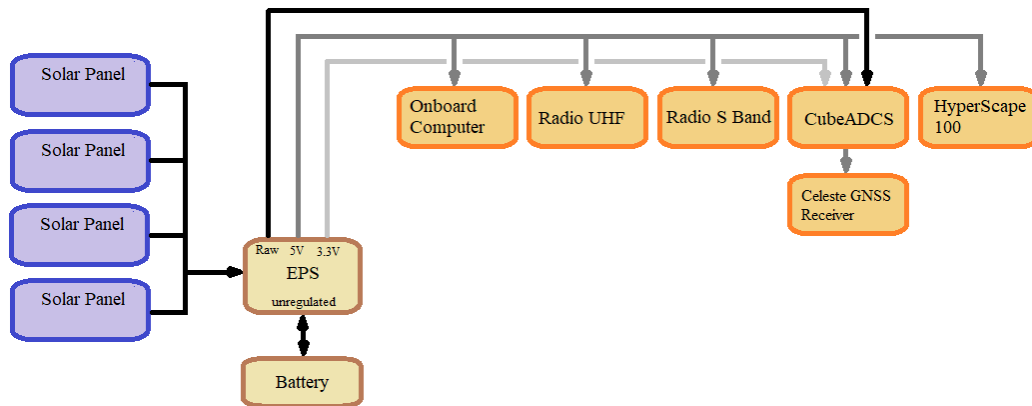 Solar Panel
Solar Panel
Solar Panel
Solar Panel
Raw 5V 3.3V
EPS
unregulated
Battery
Onboard
Computer
Radio UHF
Radio S Band
CubeADCS
HyperScape
100
Celeste GNSS
Receiver